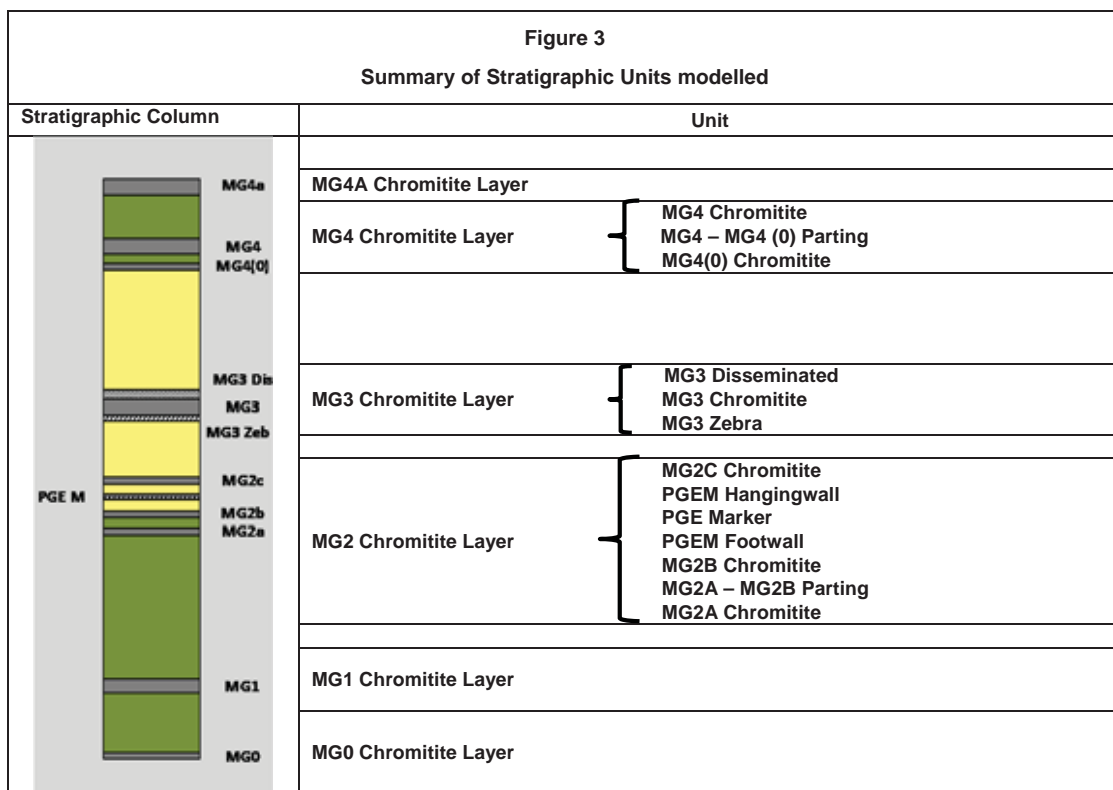 Figure 3
Summary of Stratigraphic Units modelled
Stratigraphic Column
Unit
MG4a
MG4
MG4(0)
MG3 Dis
MG3
MG3 Zeb
MG2c
PGE M
MG2b
MG2a
MG1
MG0
MG4A Chromitite Layer
MG4 Chromitite Layer
MG4 Chromitite
MG4 – MG4 (0) Parting
MG4(0) Chromitite
MG3 Chromitite Layer
MG3 Disseminated
MG3 Chromitite
MG3 Zebra
MG2 Chromitite Layer
MG2C Chromitite
PGEM Hangingwall
PGE Marker
PGEM Footwall
MG2B Chromitite
MG2A – MG2B Parting
MG2A Chromitite
MG1 Chromitite Layer
MG0 Chromitite Layer